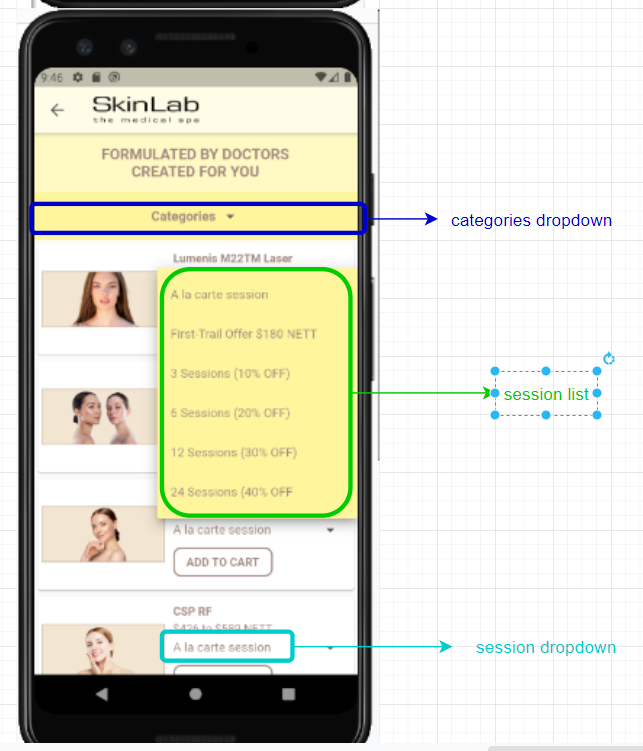 9:46
SkinLab
the medical spa
FORMULATED BY DOCTORS
CREATED FOR YOU
Categories
categories dropdown
Lumenis M22TM Laser
A la carte session
First-Trail Offer $180 NETT
3 Sessions (10% OFF)
session list
6 Sessions (20% OFF)
12 Sessions (30% OFF)
24 Sessions (40% OFF
A la carte session
ADD TO CART
CSP RF
$426 to $589 NETT
A la carte session
session dropdown